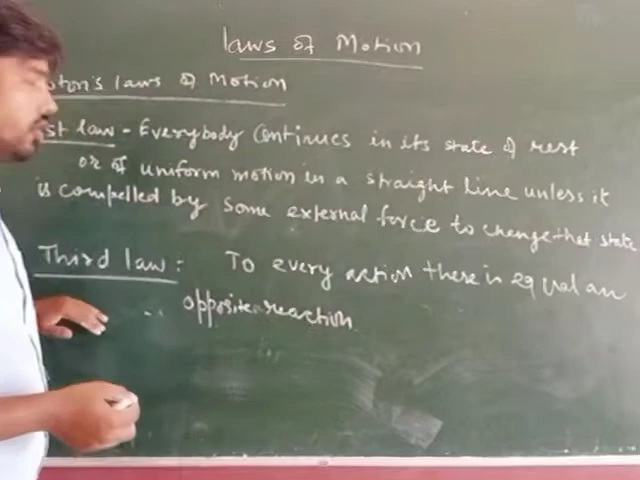 laws of Motion
oton's laws of Motion
st law - Everybody Continues in its state of rest
or of uniform motion in a straight line unless it
is compelled by some external force to change that state
Third law : To every action there is equal an
opposite reaction